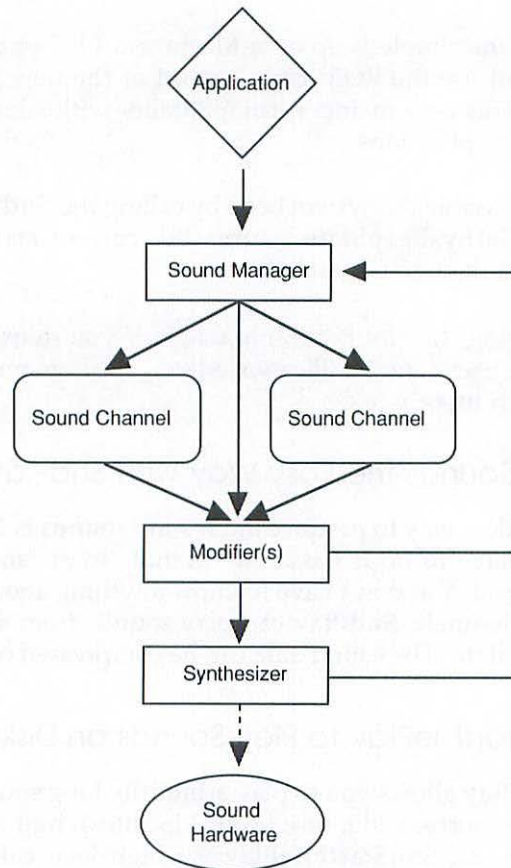 Application
Sound Manager
Sound Channel
Sound Channel
Modifier(s)
Synthesizer
Sound
Hardware